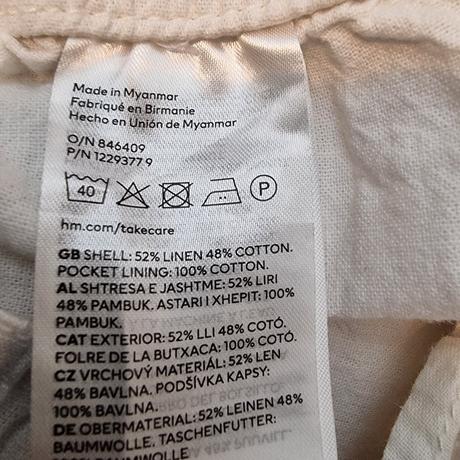 Made in Myanmar
Fabriqué en Birmanie
Hecho en Unión de Myanmar
O/N 846409
P/N 1229377 9
40
P
hm.com/takecare
GB SHELL: 52% LINEN 48% COTTON.
POCKET LINING: 100% COTTON.
AL SHTRESA E JASHTME: 52% LIRI
48% PAMBUK. ASTARI I XHEPIT: 100%
PAMBUK.
CAT EXTERIOR: 52% LLI 48% COTÓ.
FOLRE DE LA BUTXACA: 100% COTÓ.
CZ VRCHOVÝ MATERIÁL: 52% LEN
48% BAVLNA. PODŠÍVKA KAPSY:
100% BAVLNA.
DE OBERMATERIAL: 52% LEINEN 48%
BAUMWOLLE. TASCHENFUTTER: